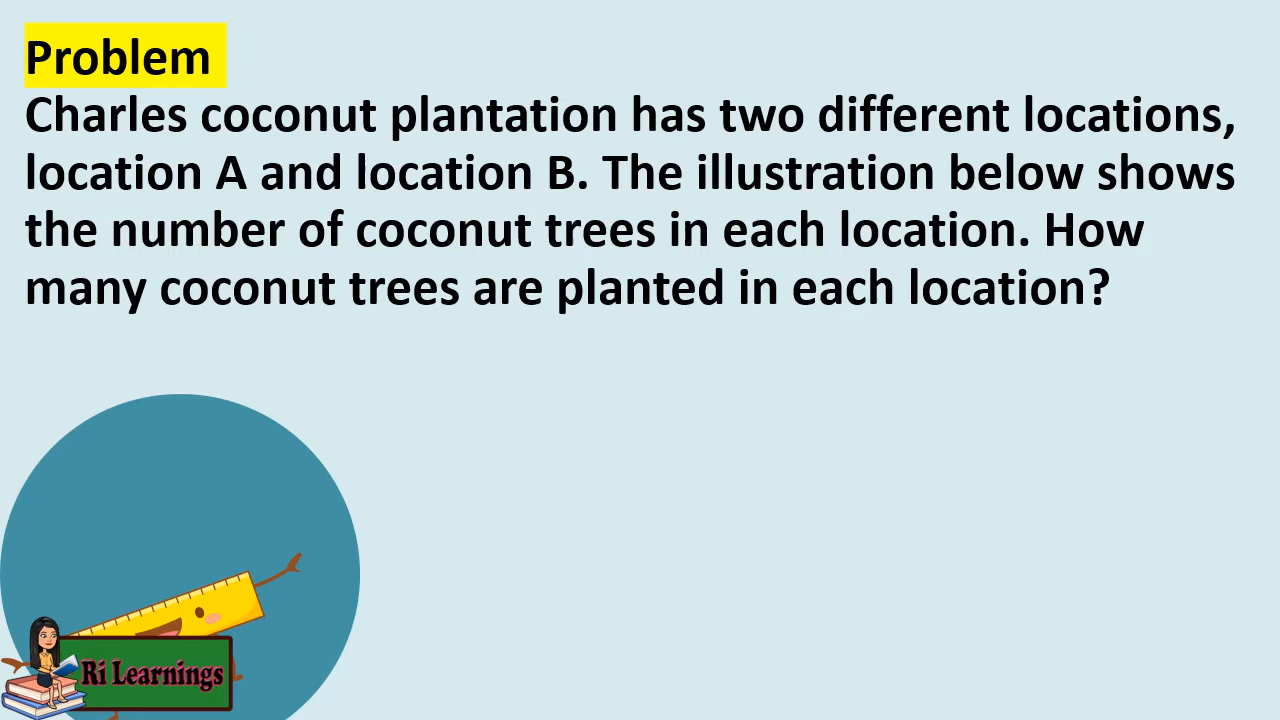 Problem
Charles coconut plantation has two different locations,
location A and location B. The illustration below shows
the number of coconut trees in each location. How
many coconut trees are planted in each location?
Ri Learnings